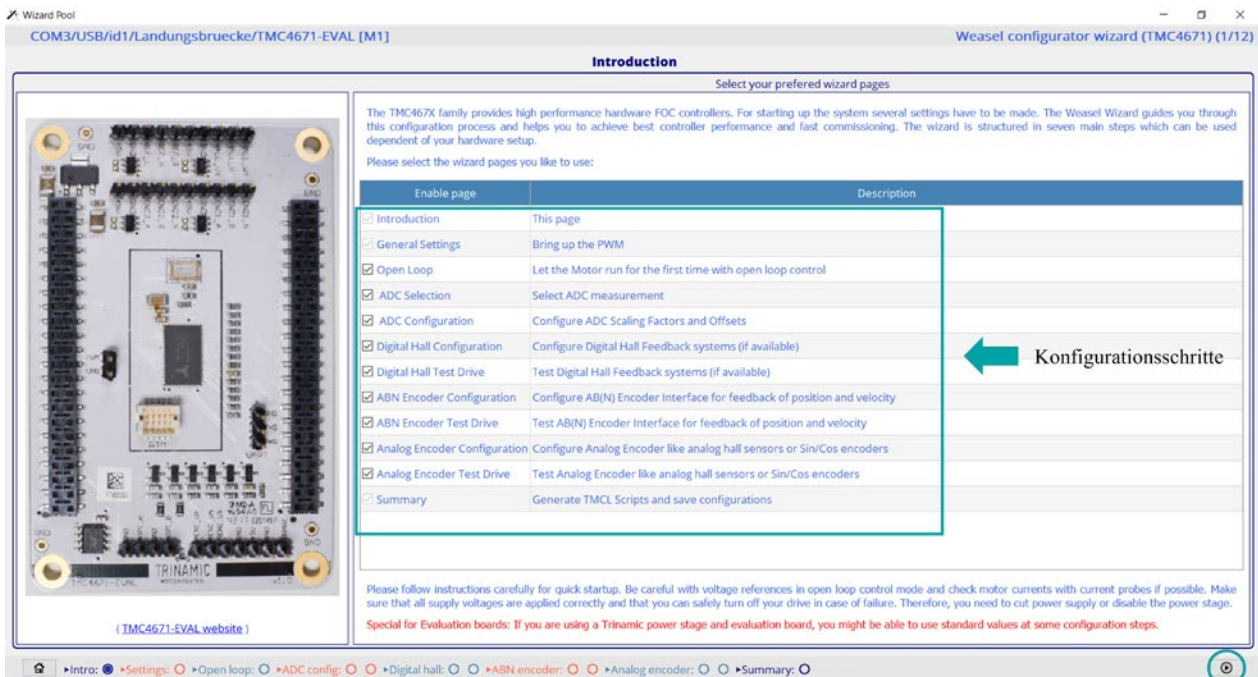 Wizard Pool
COM3/USB/id1/Landungsbruecke/TMC4671-EVAL [M1]
Weasel configurator wizard (TMC4671) (1/12)
Introduction
Select your prefered wizard pages
The TMC467X family provides high performance hardware FOC controllers. For starting up the system several settings have to be made. The Weasel Wizard guides you through
this configuration process and helps you to achieve best controller performance and fast commissioning. The wizard is structured in seven main steps which can be used
dependent of your hardware setup.
Please select the wizard pages you like to use:
Enable page Description
Introduction This page
General Settings Bring up the PWM
Open Loop Let the Motor run for the first time with open loop control
ADC Selection Select ADC measurement
ADC Configuration Configure ADC Scaling Factors and Offsets
Digital Hall Configuration Configure Digital Hall Feedback systems (if available)
Digital Hall Test Drive Test Digital Hall Feedback systems (if available)
ABN Encoder Configuration Configure AB(N) Encoder Interface for feedback of position and velocity
ABN Encoder Test Drive Test AB(N) Encoder Interface for feedback of position and velocity
Analog Encoder Configuration Configure Analog Encoder like analog hall sensors or Sin/Cos encoders
Analog Encoder Test Drive Test Analog Encoder like analog hall sensors or Sin/Cos encoders
Summary Generate TMCL Scripts and save configurations
Konfigurationsschritte
GND
GND
UART
GND
GND
TRINAMIC
TMC4671-EVAL
V1.0
(TMC4671-EVAL website)
Please follow instructions carefully for quick startup. Be careful with voltage references in open loop control mode and check motor currents with current probes if possible. Make
sure that all supply voltages are applied correctly and that you can safely turn off your drive in case of failure. Therefore, you need to cut power supply or disable the power stage.
Special for Evaluation boards: If you are using a Trinamic power stage and evaluation board, you might be able to use standard values at some configuration steps.
Intro: Settings: Open loop: ADC config: Digital hall: ABN encoder: Analog encoder: Summary: